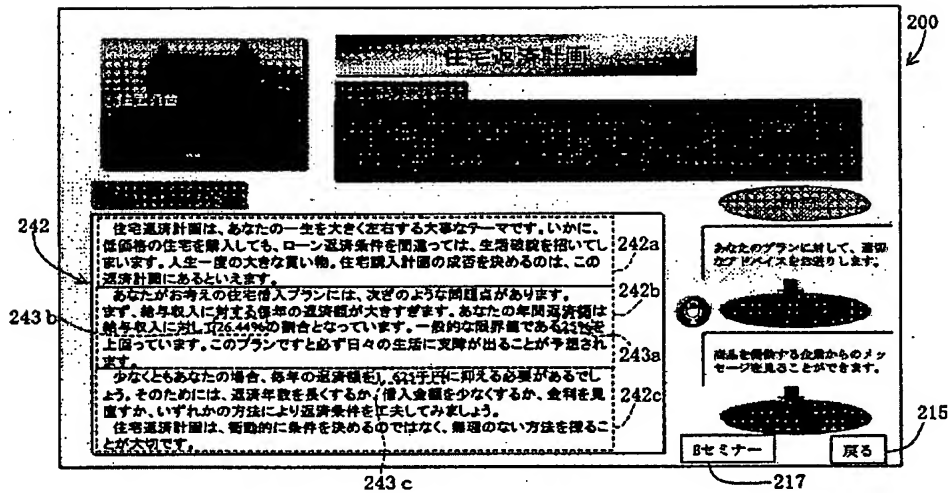 200
住宅返済計画
住宅返済計画は、あなたの一生を大きく左右する大事なテーマです。いかに、
低価格の住宅を購入しても、ローン返済条件を間違っては、生活破綻を招いてし
まいます。人生一度の大きな買い物。住宅購入計画の成否を決めるのは、この
返済計画にあるといえます。
あなたがお考えの住宅借入プランには、次ぎのような問題点があります。
まず、給与収入に対する毎年の返済額が大きすぎます。あなたの年間返済額は
給与収入に対して26.44%の割合となっています。一般的な限界値である25%を
上回っています。このプランですと必ず日々の生活に支障が出ることが予想され
ます。
少なくともあなたの場合、毎年の返済額を1,621千円に抑える必要があるでし
ょう。そのためには、返済年数を長くするか、借入金額を少なくするか、金利を見
直すか、いずれかの方法により返済条件を工夫してみましょう。
住宅返済計画は、衝動的に条件を決めるのではなく、無理のない方法を探るこ
とが大切です。
242
243b
242a
242b
243a
242c
243c
あなたのプランに対して、適切
なアドバイスをお送りします。
商品を提供する企業からのメッ
セージを見ることができます。
Eセミナー
戻る
215
217